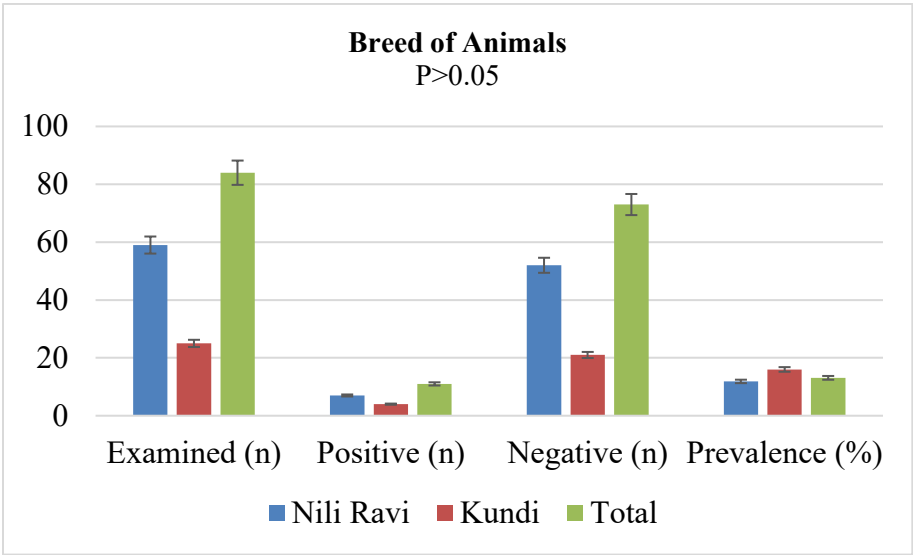 Breed of Animals
P>0.05
100
80
60
40
20
0
Examined (n) Positive (n) Negative (n) Prevalence (%)
Nili Ravi Kundi Total